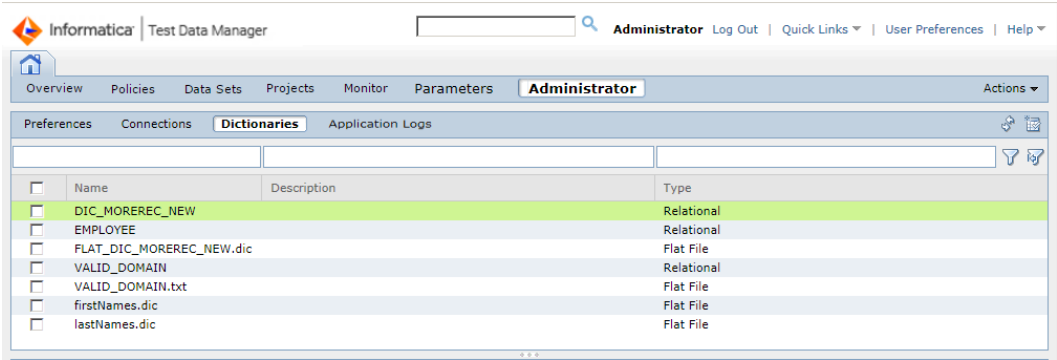 Informatica Test Data Manager Administrator Log Out | Quick Links | User Preferences | Help
Overview Policies Data Sets Projects Monitor Parameters Administrator Actions
Preferences Connections Dictionaries Application Logs
Name Description Type
DIC_MOREREC_NEW Relational
EMPLOYEE Relational
FLAT_DIC_MOREREC_NEW.dic Flat File
VALID_DOMAIN Relational
VALID_DOMAIN.txt Flat File
firstNames.dic Flat File
lastNames.dic Flat File